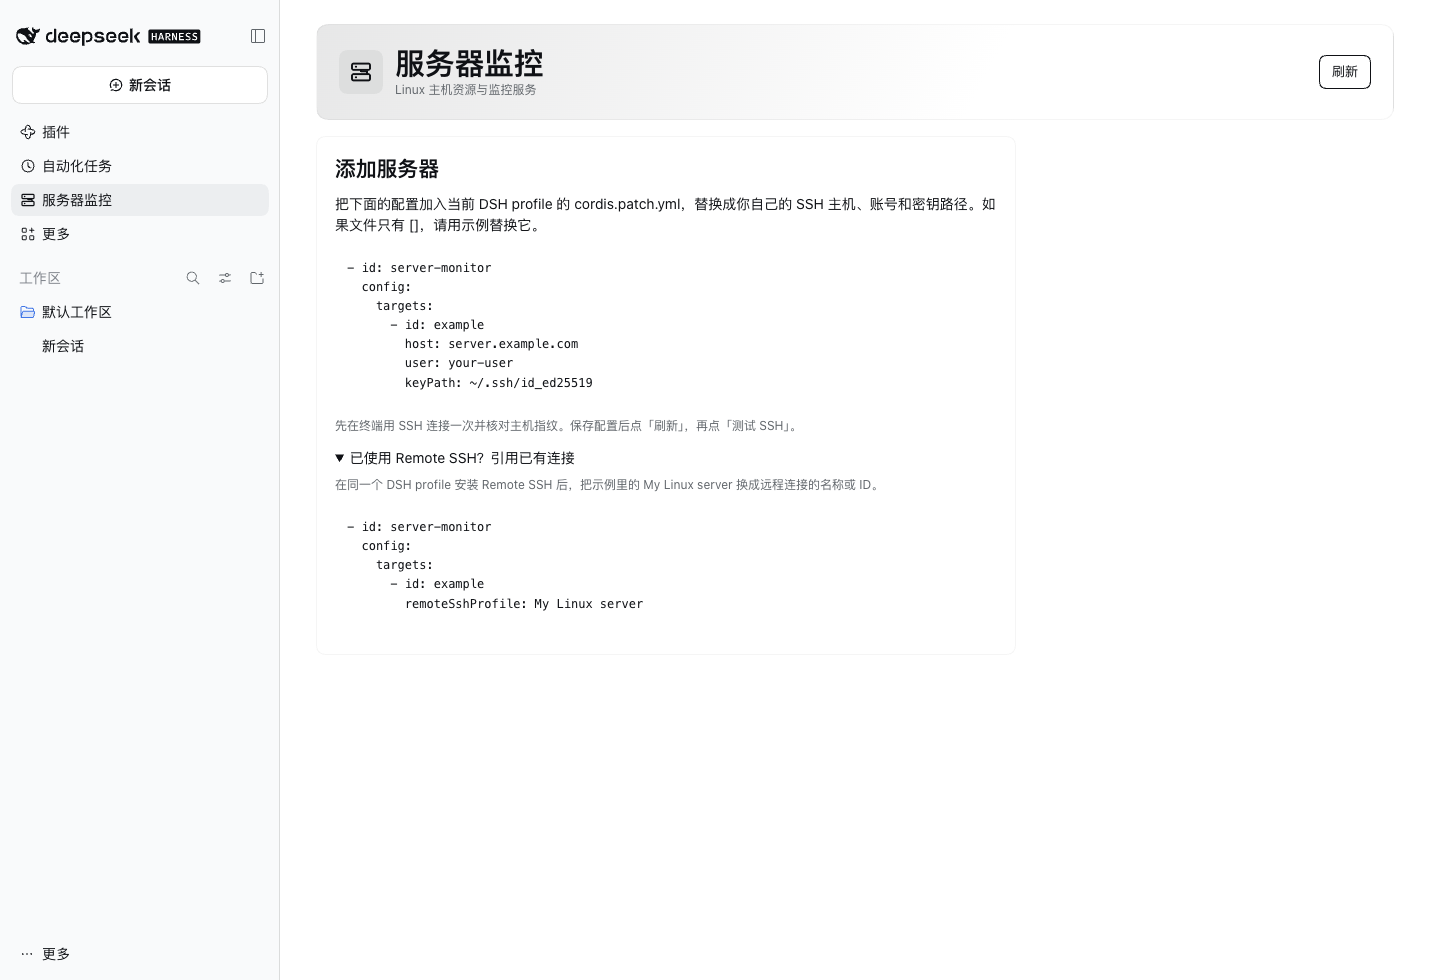 deepseek HARNESS
新会话
插件
自动化任务
服务器监控
更多
工作区
默认工作区
新会话
... 更多
服务器监控
Linux 主机资源与监控服务
刷新
添加服务器
把下面的配置加入当前 DSH profile 的 cordis.patch.yml，替换成你自己的 SSH 主机、账号和密钥路径。如
果文件只有 []，请用示例替换它。
- id: server-monitor
config:
targets:
- id: example
host: server.example.com
user: your-user
keyPath: ~/.ssh/id_ed25519
先在终端用 SSH 连接一次并核对主机指纹。保存配置后点「刷新」，再点「测试 SSH」。
▼ 已使用 Remote SSH？引用已有连接
在同一个 DSH profile 安装 Remote SSH 后，把示例里的 My Linux server 换成远程连接的名称或 ID。
- id: server-monitor
config:
targets:
- id: example
remoteSshProfile: My Linux server